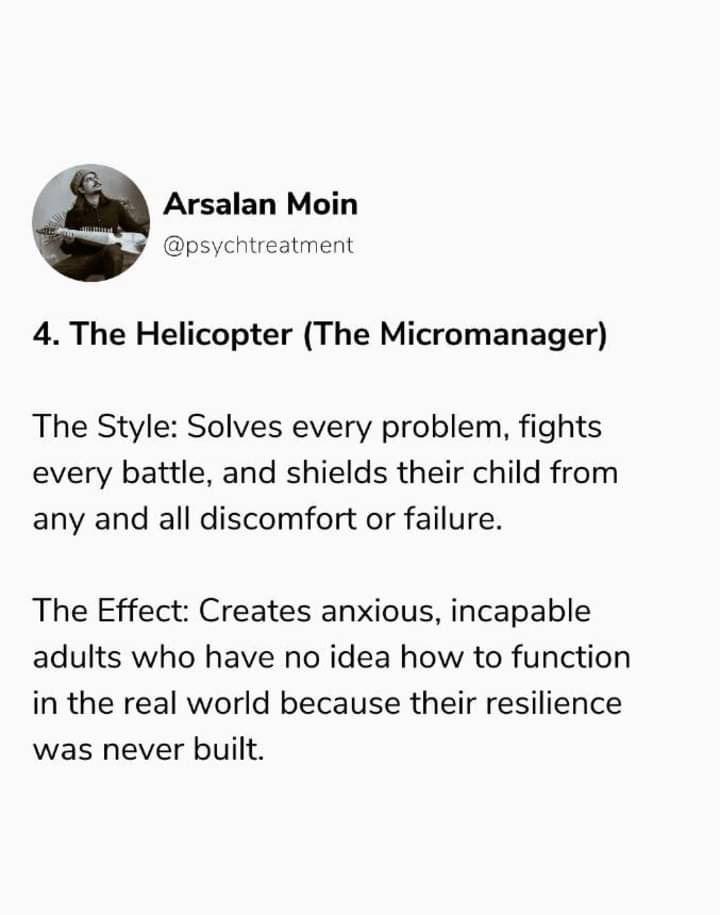 Arsalan Moin
@psychtreatment
4. The Helicopter (The Micromanager)
The Style: Solves every problem, fights
every battle, and shields their child from
any and all discomfort or failure.
The Effect: Creates anxious, incapable
adults who have no idea how to function
in the real world because their resilience
was never built.